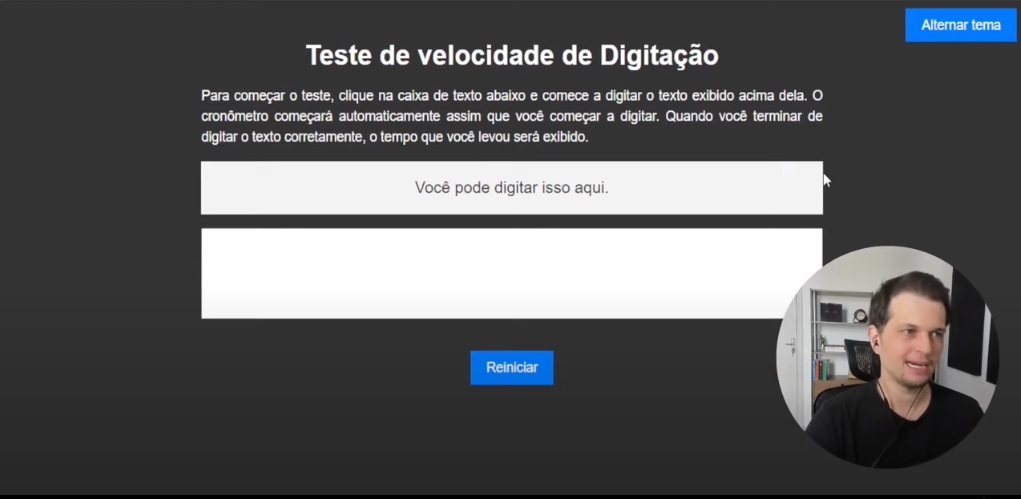 Alternar tema
Teste de velocidade de Digitação
Para começar o teste, clique na caixa de texto abaixo e comece a digitar o texto exibido acima dela. O
cronômetro começará automaticamente assim que você começar a digitar. Quando você terminar de
digitar o texto corretamente, o tempo que você levou será exibido.
Você pode digitar isso aqui.
Reiniciar